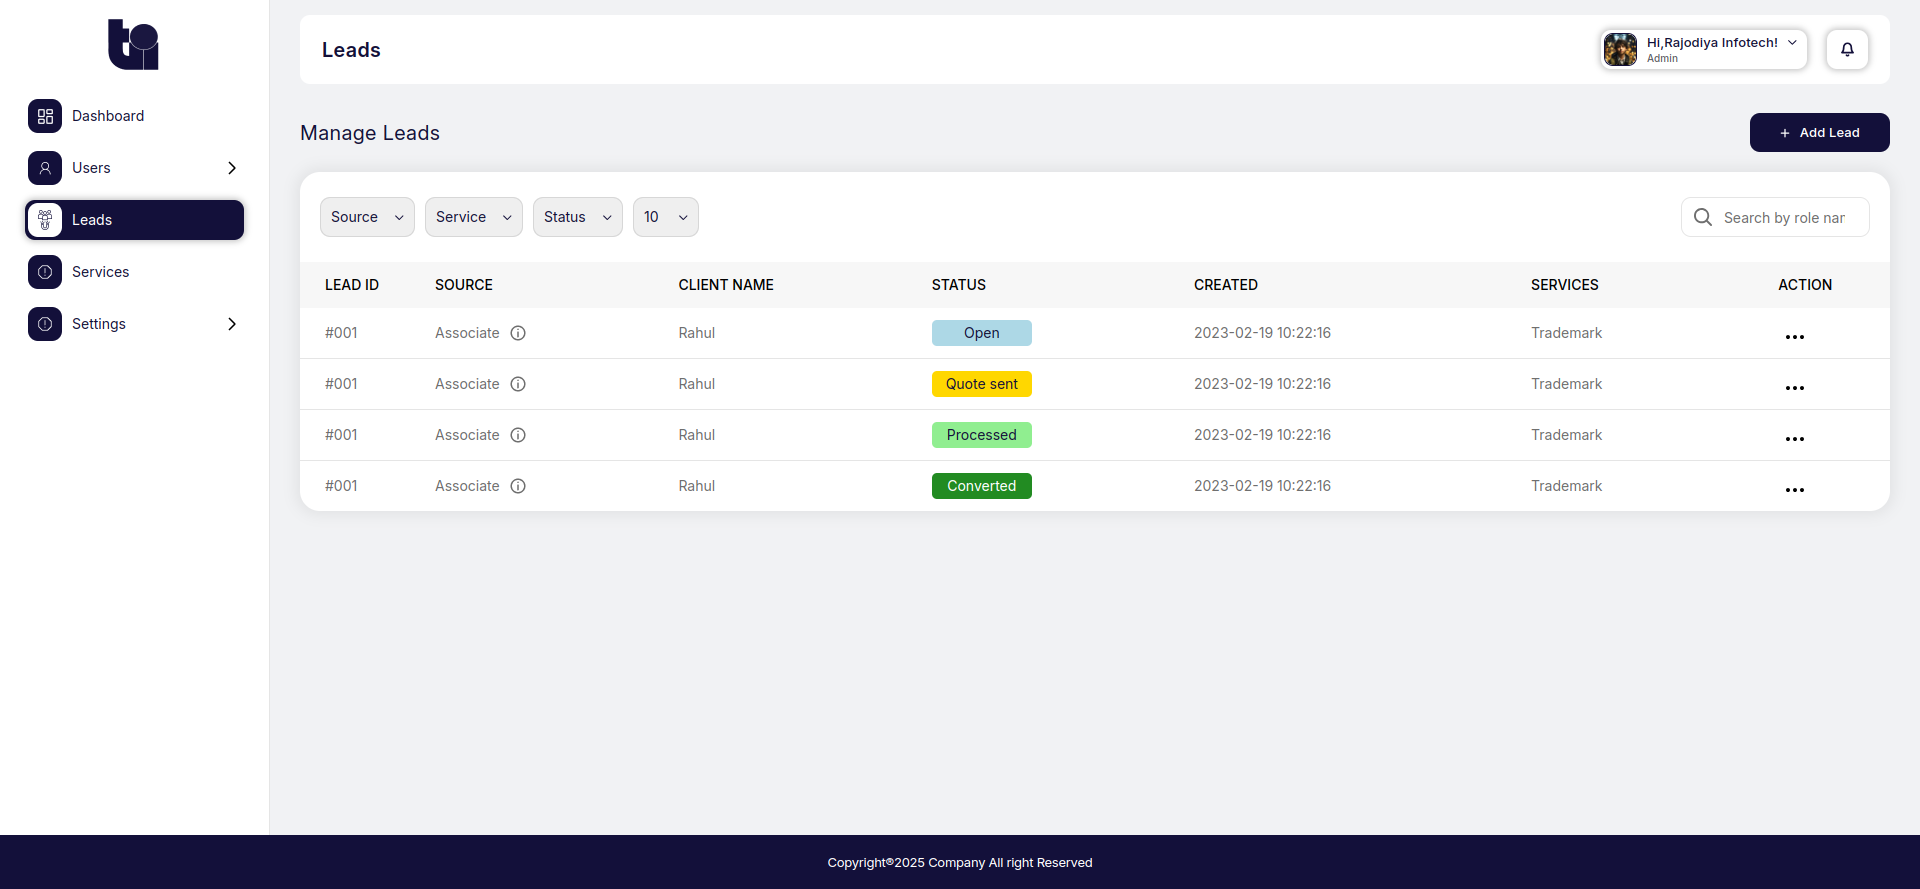 Leads
Hi,Rajodiya Infotech!
Admin
Dashboard
Users
Leads
Services
Settings
Manage Leads
+ Add Lead
Source Service Status 10
Search by role nar
LEAD ID SOURCE CLIENT NAME STATUS CREATED SERVICES ACTION
#001 Associate Rahul Open 2023-02-19 10:22:16 Trademark
#001 Associate Rahul Quote sent 2023-02-19 10:22:16 Trademark
#001 Associate Rahul Processed 2023-02-19 10:22:16 Trademark
#001 Associate Rahul Converted 2023-02-19 10:22:16 Trademark
Copyright®2025 Company All right Reserved